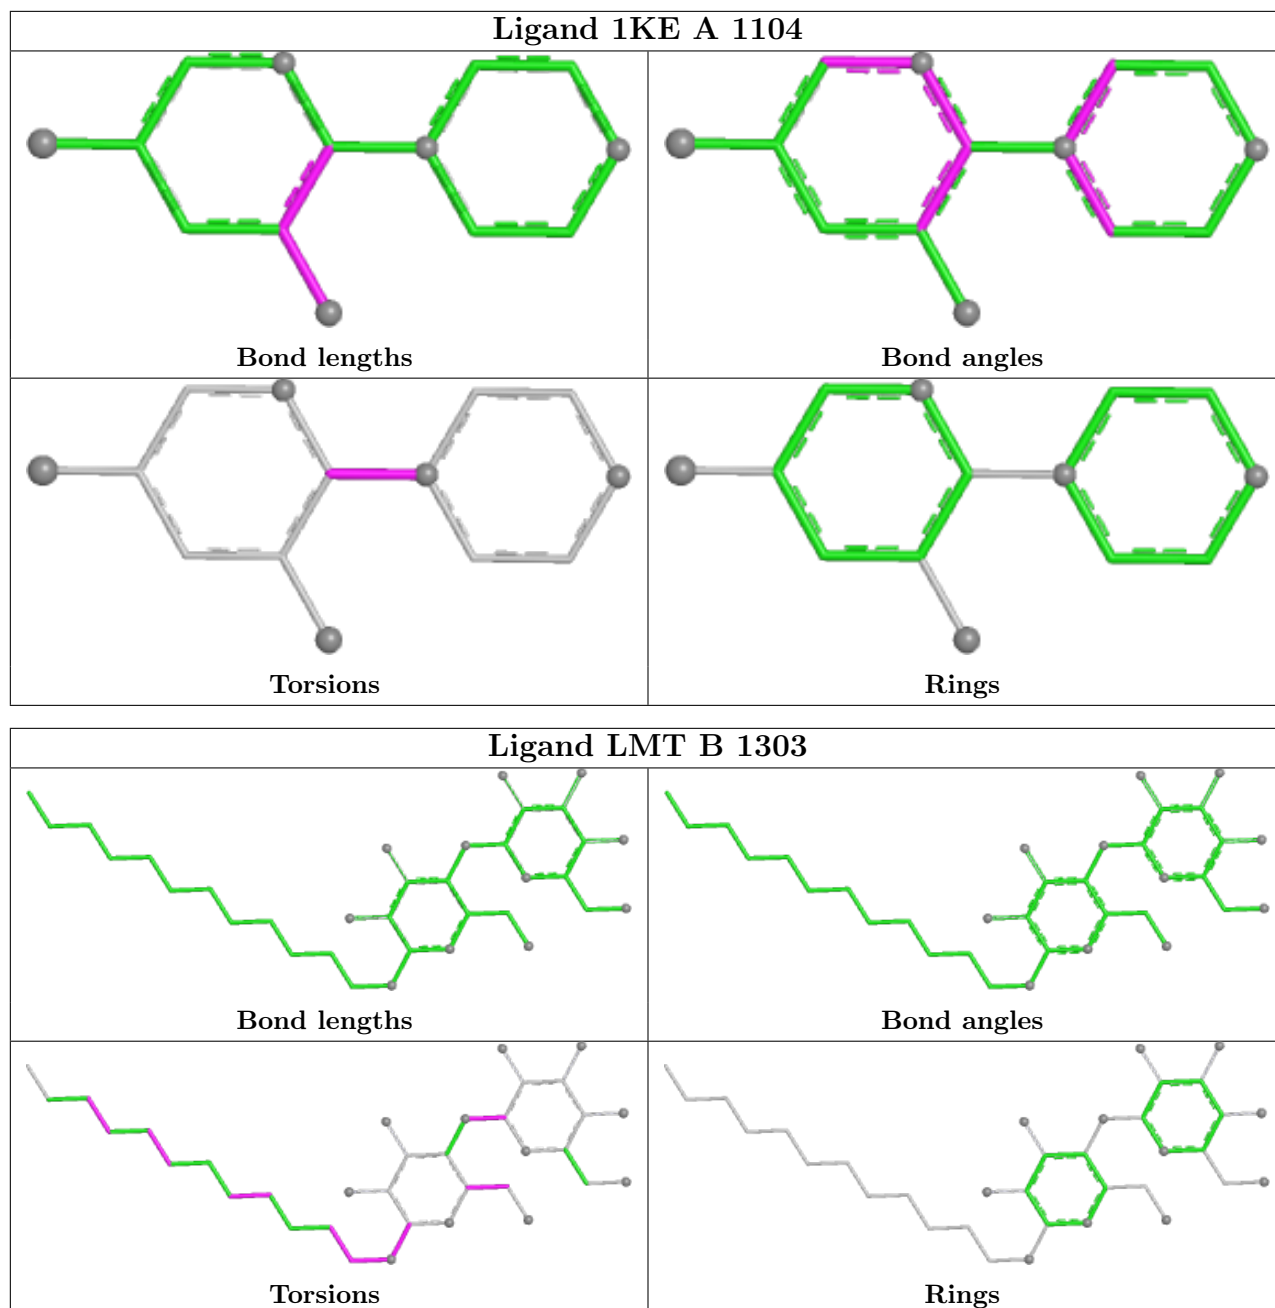 Ligand 1KE A 1104
Bond lengths
Bond angles
Torsions
Rings
Ligand LMT B 1303
Bond lengths
Bond angles
Torsions
Rings